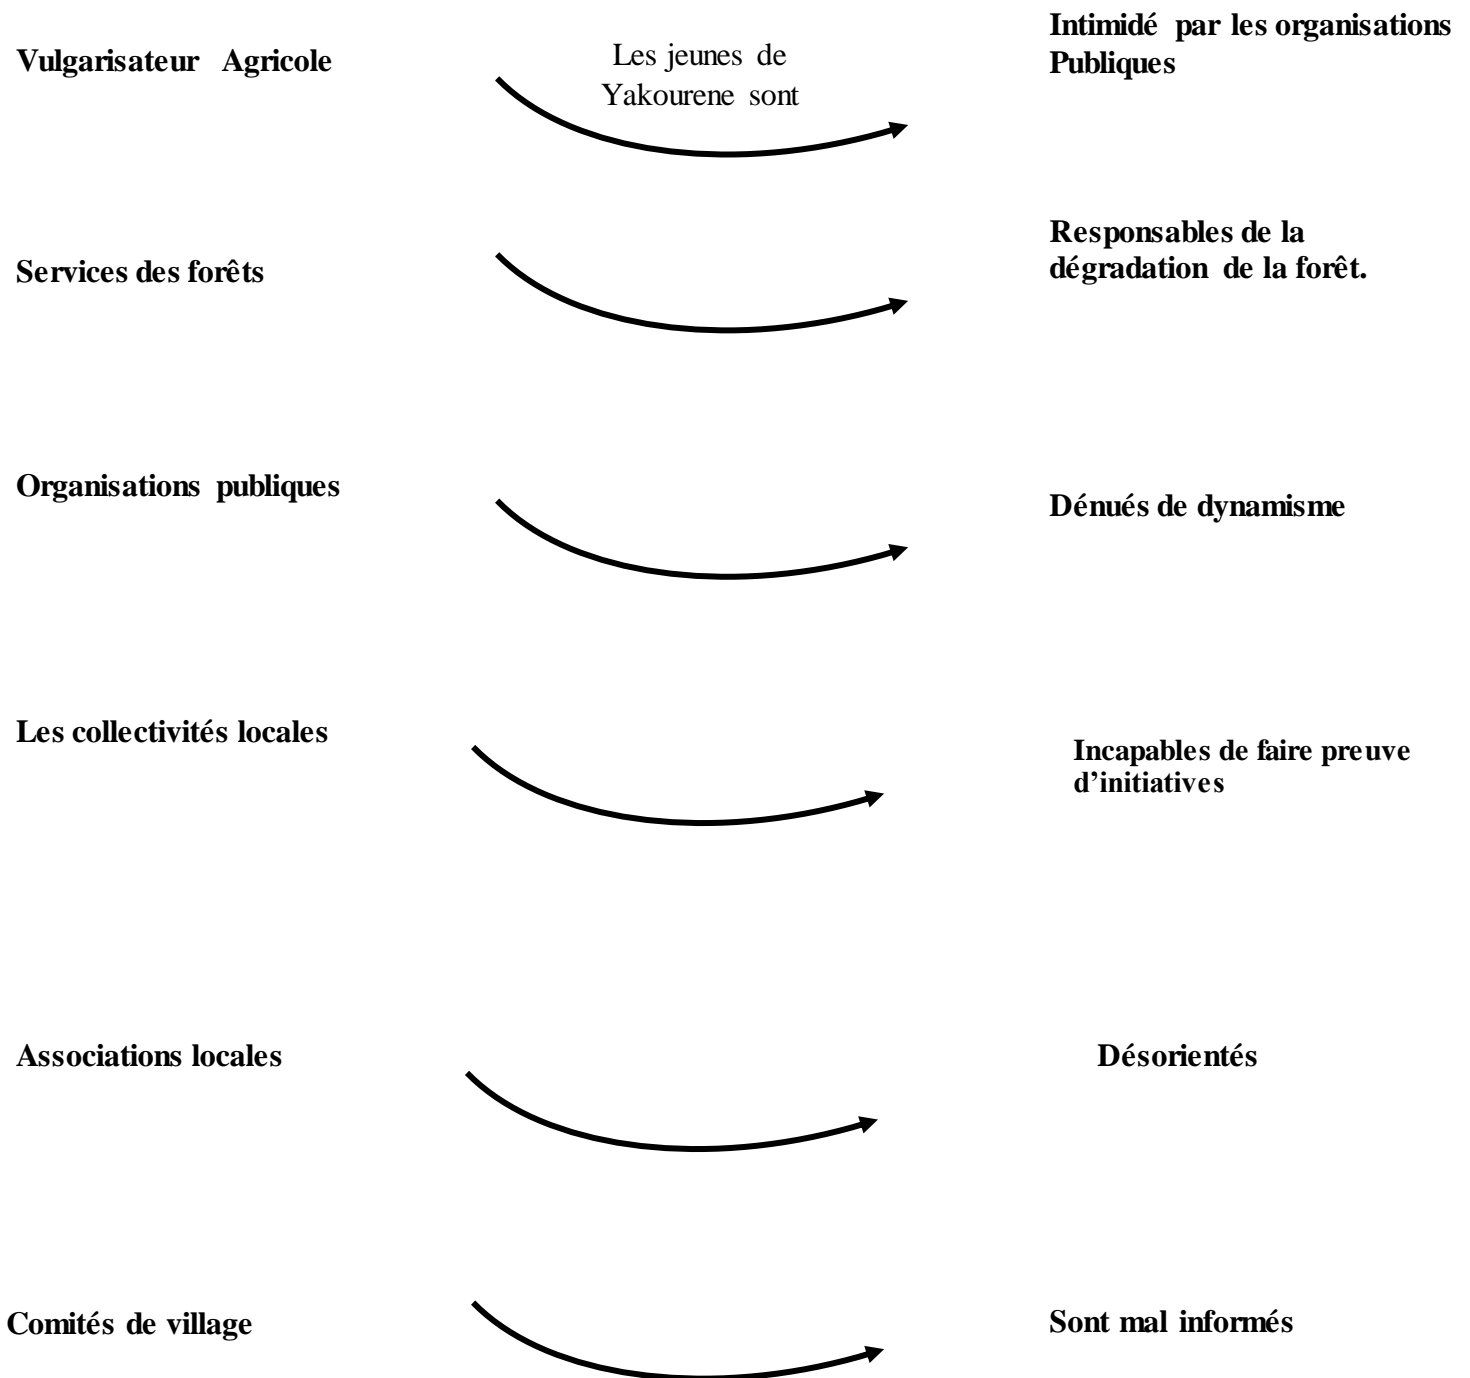 Vulgarisateur Agricole
Les jeunes de
Yakourene sont
Intimidé par les organisations
Publiques
Services des forêts
Responsables de la
dégradation de la forêt.
Organisations publiques
Dénués de dynamisme
Les collectivités locales
Incapables de faire preuve
d’initiatives
Associations locales
Désorientés
Comités de village
Sont mal informés